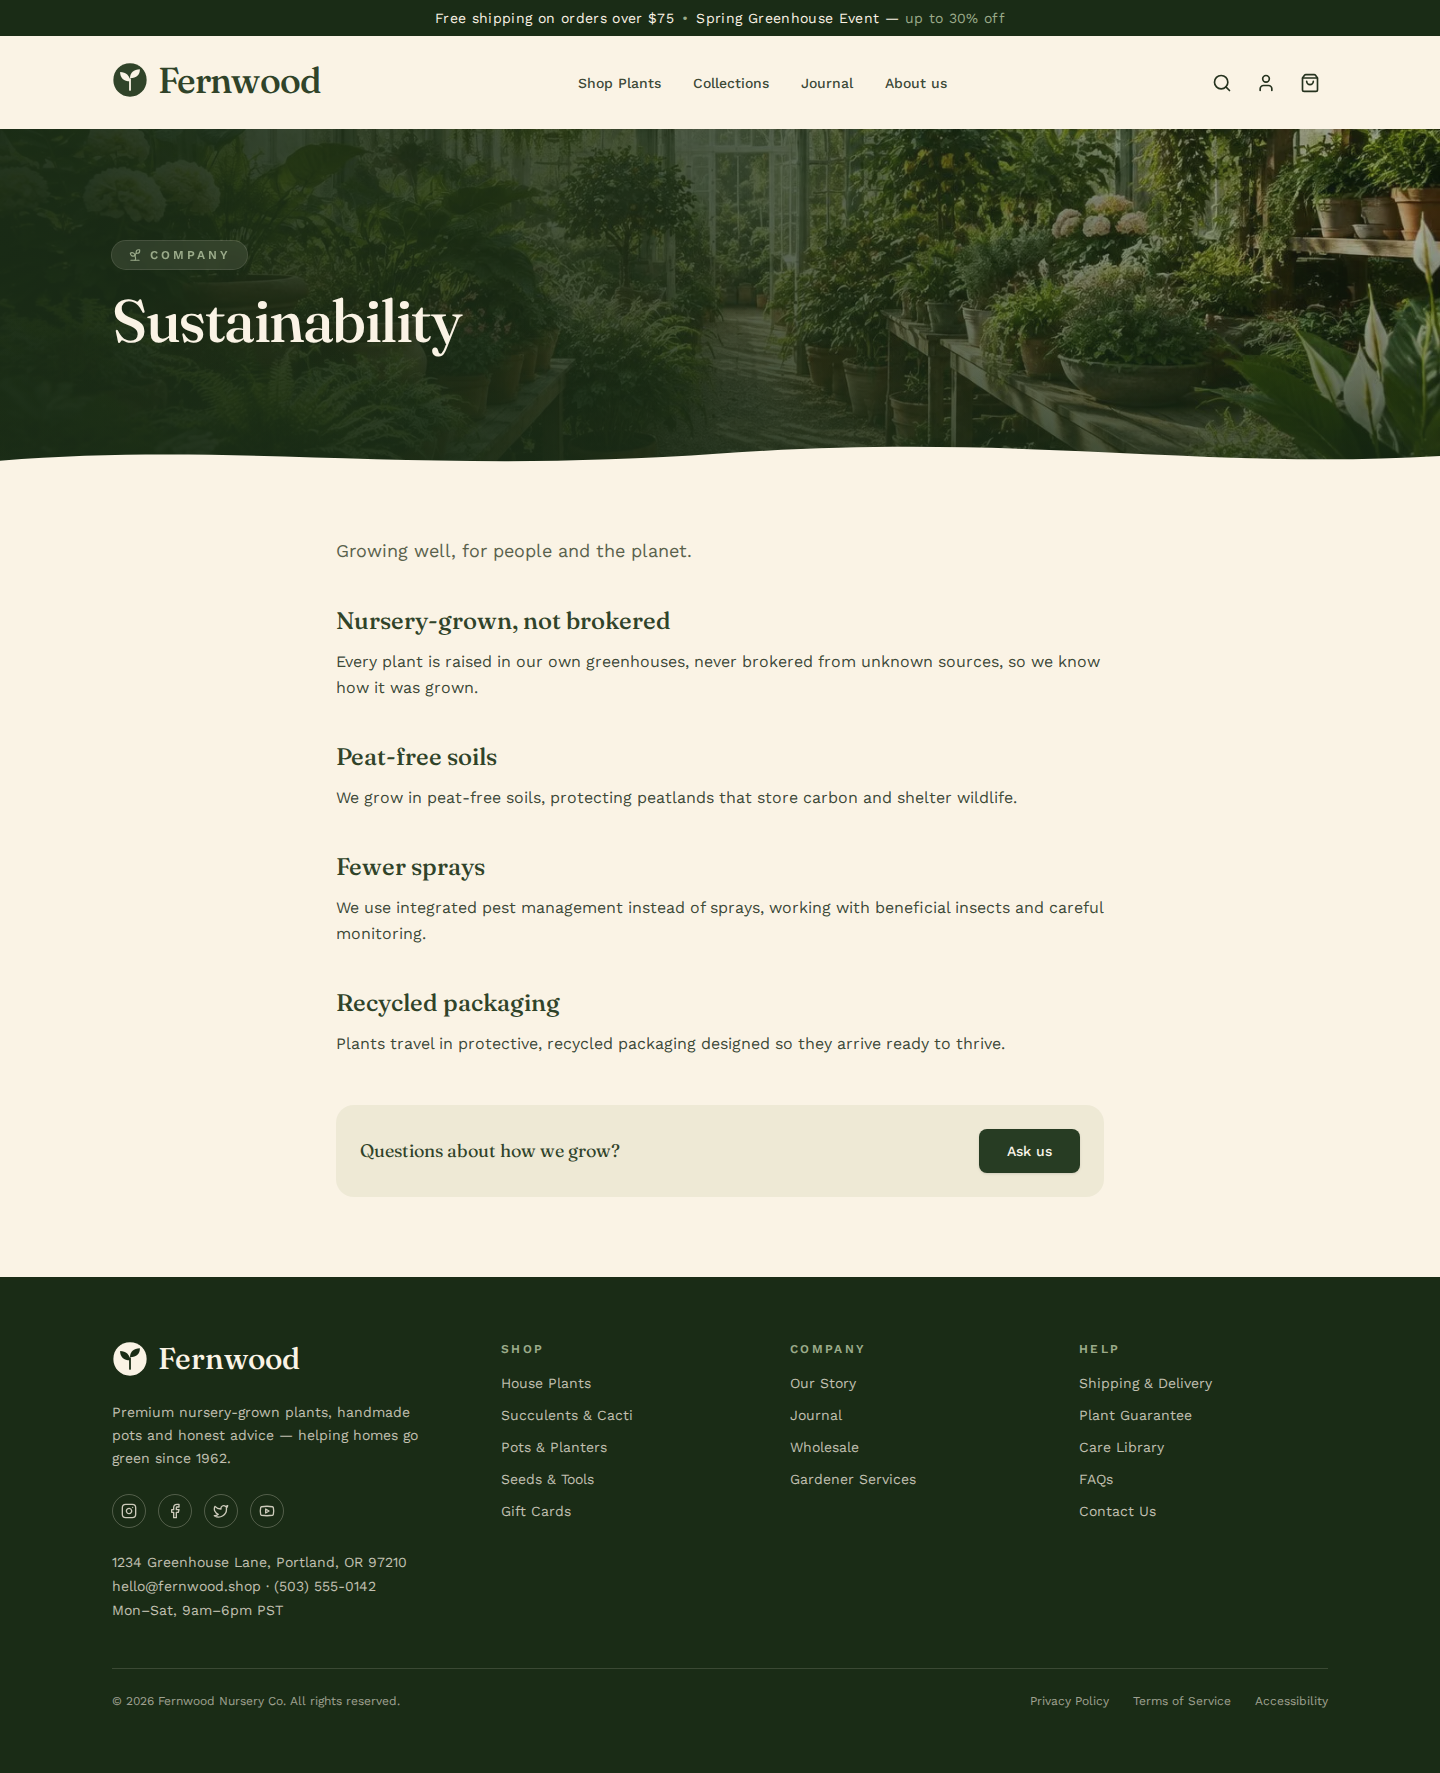 Free shipping on orders over $75 • Spring Greenhouse Event — up to 30% off
Fernwood
Shop Plants Collections Journal About us
COMPANY
Sustainability
Growing well, for people and the planet.
Nursery-grown, not brokered
Every plant is raised in our own greenhouses, never brokered from unknown sources, so we know
how it was grown.
Peat-free soils
We grow in peat-free soils, protecting peatlands that store carbon and shelter wildlife.
Fewer sprays
We use integrated pest management instead of sprays, working with beneficial insects and careful
monitoring.
Recycled packaging
Plants travel in protective, recycled packaging designed so they arrive ready to thrive.
Questions about how we grow?
Ask us
Fernwood
Premium nursery-grown plants, handmade
pots and honest advice — helping homes go
green since 1962.
1234 Greenhouse Lane, Portland, OR 97210
hello@fernwood.shop · (503) 555-0142
Mon–Sat, 9am–6pm PST
SHOP
House Plants
Succulents & Cacti
Pots & Planters
Seeds & Tools
Gift Cards
COMPANY
Our Story
Journal
Wholesale
Gardener Services
HELP
Shipping & Delivery
Plant Guarantee
Care Library
FAQs
Contact Us
© 2026 Fernwood Nursery Co. All rights reserved.
Privacy Policy Terms of Service Accessibility